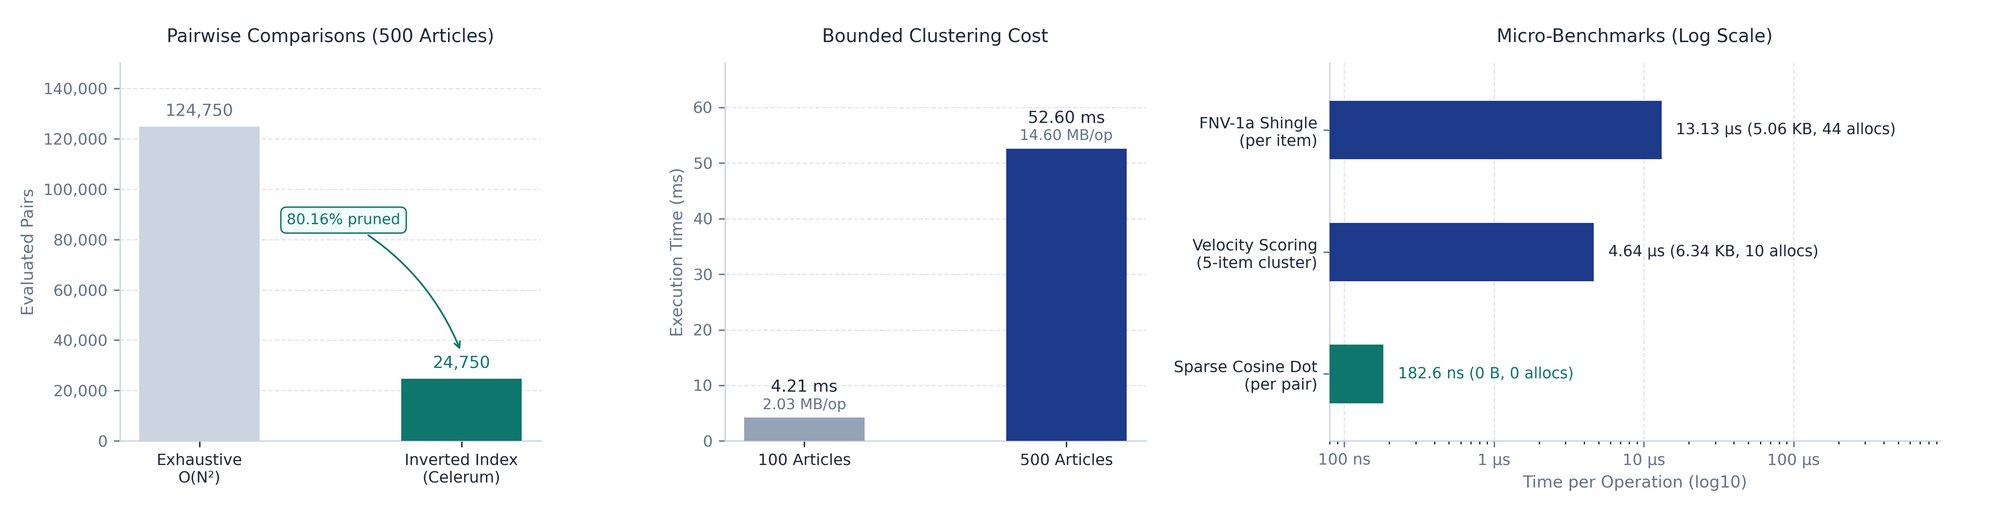 Pairwise Comparisons (500 Articles)
Evaluated Pairs
140,000
120,000
100,000
80,000
60,000
40,000
20,000
0
124,750
80.16% pruned
24,750
Exhaustive
O(N²)
Inverted Index
(Celerum)
Bounded Clustering Cost
Execution Time (ms)
60
50
40
30
20
10
0
4.21 ms
2.03 MB/op
52.60 ms
14.60 MB/op
100 Articles
500 Articles
Micro-Benchmarks (Log Scale)
FNV-1a Shingle
(per item)
13.13 µs (5.06 KB, 44 allocs)
Velocity Scoring
(5-item cluster)
4.64 µs (6.34 KB, 10 allocs)
Sparse Cosine Dot
(per pair)
182.6 ns (0 B, 0 allocs)
100 ns
1 µs
10 µs
100 µs
Time per Operation (log10)